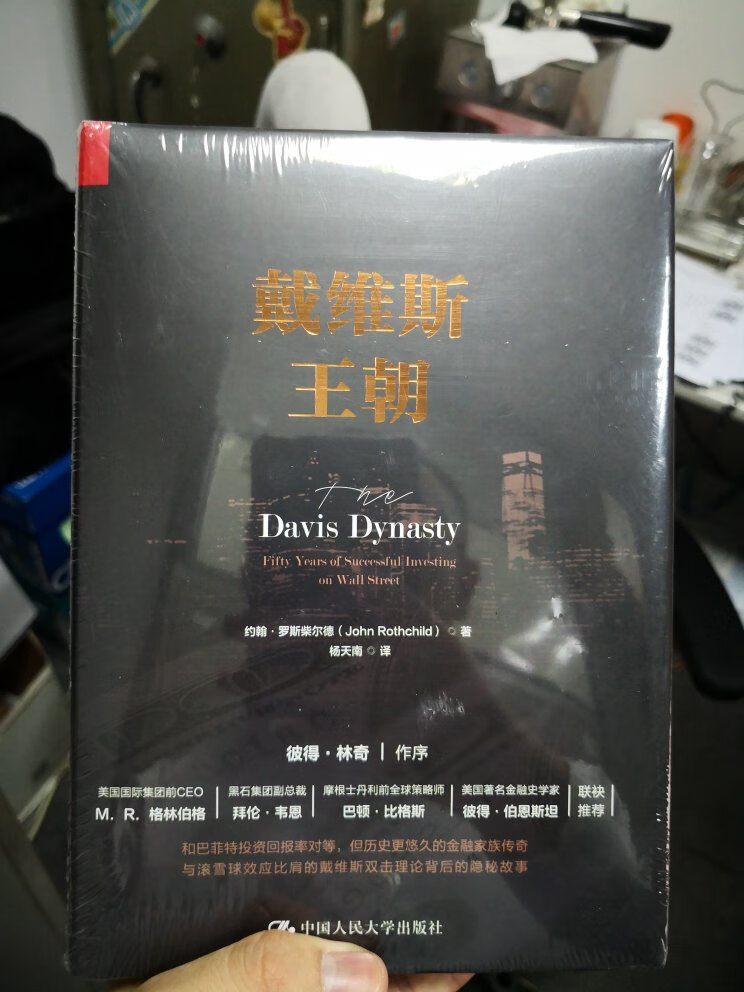 戴维斯
王朝
the
Davis Dynasty
Fifty Years of Successful Investing
on Wall Street
约翰·罗斯柴尔德（John Rothchild）◎著
杨天南◎译
彼得·林奇｜作序
美国国际集团前CEO
M．R．格林伯格
黑石集团副总裁
拜伦·韦恩
摩根士丹利前全球策略师
巴顿·比格斯
美国著名金融史学家
彼得·伯恩斯坦
联袂
推荐
和巴菲特投资回报率对等，但历史更悠久的金融家族传奇
与滚雪球效应比肩的戴维斯双击理论背后的隐秘故事
中国人民大学出版社